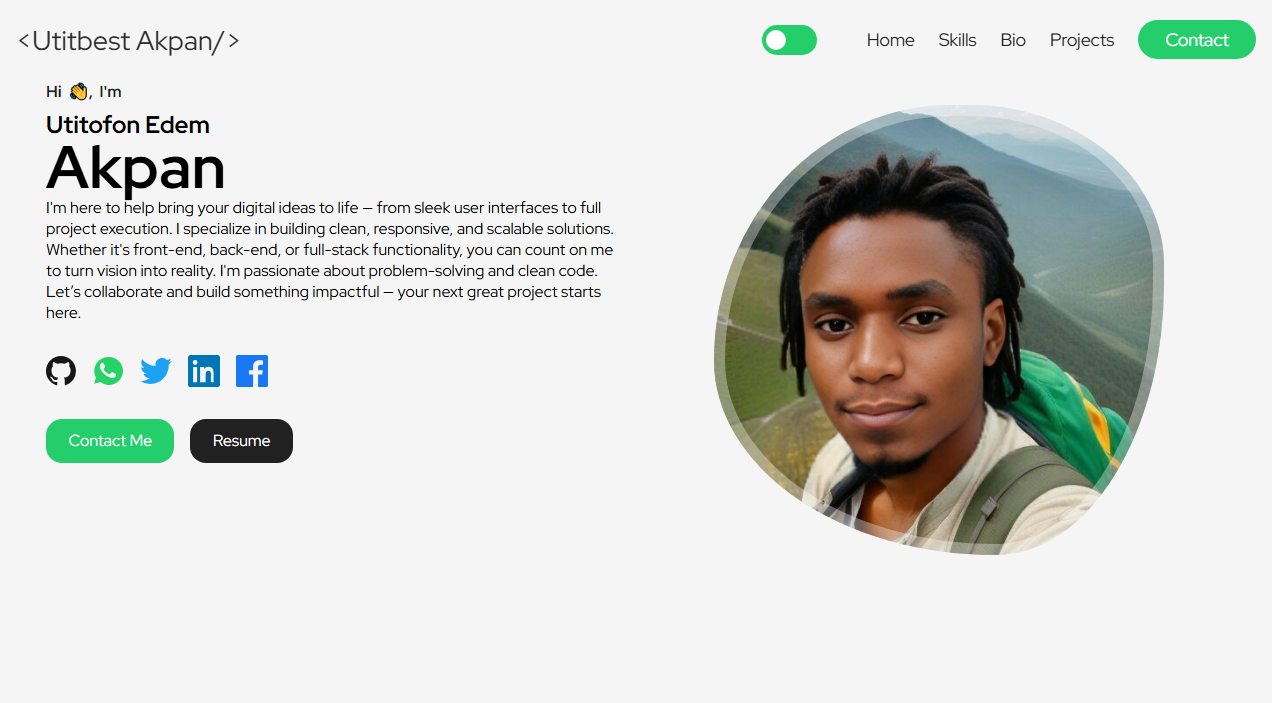 <Utitbest Akpan/>
Home Skills Bio Projects Contact
Hi 👏, I'm
Utitofon Edem
Akpan
I'm here to help bring your digital ideas to life — from sleek user interfaces to full
project execution. I specialize in building clean, responsive, and scalable solutions.
Whether it's front-end, back-end, or full-stack functionality, you can count on me
to turn vision into reality. I'm passionate about problem-solving and clean code.
Let’s collaborate and build something impactful — your next great project starts
here.
in
Contact Me Resume